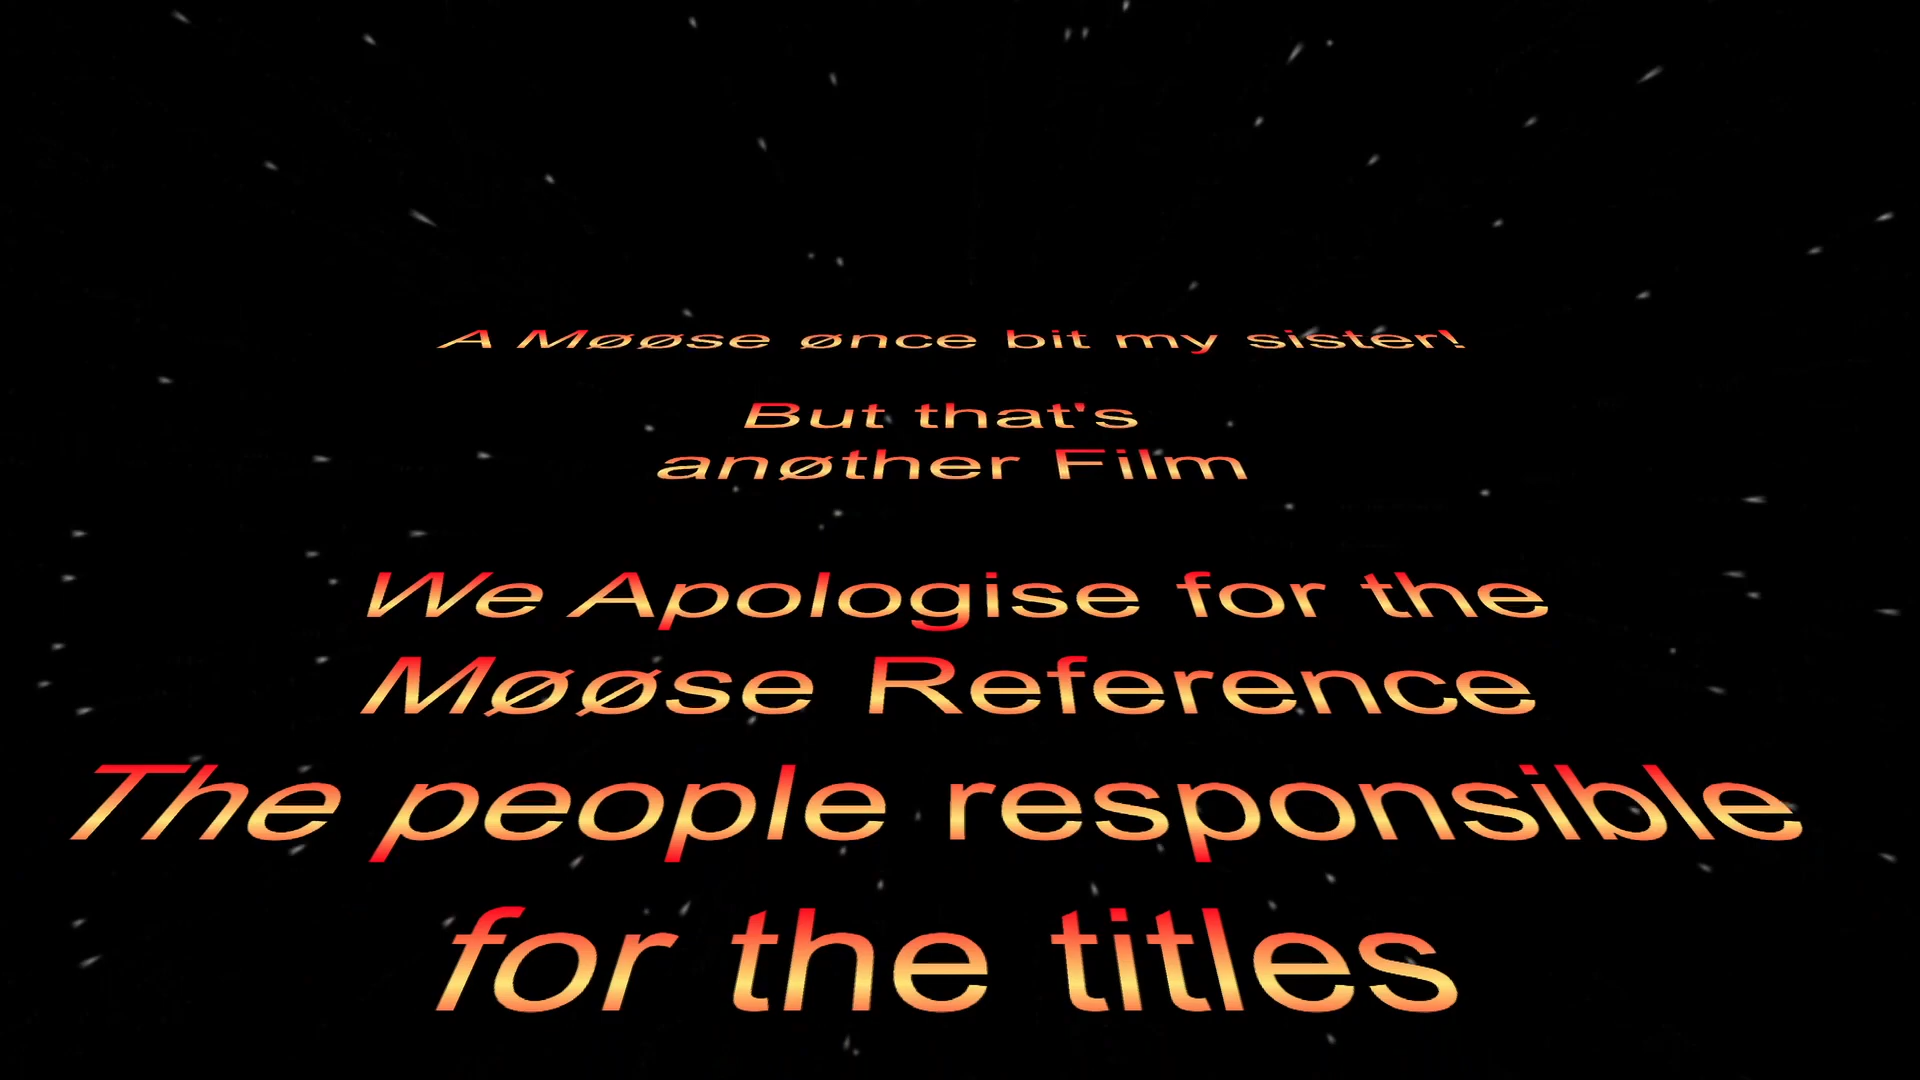 A Møøse ønce bit my sister!
But that's
anøther Film
We Apologise for the
Møøse Reference
The people responsible
for the titles